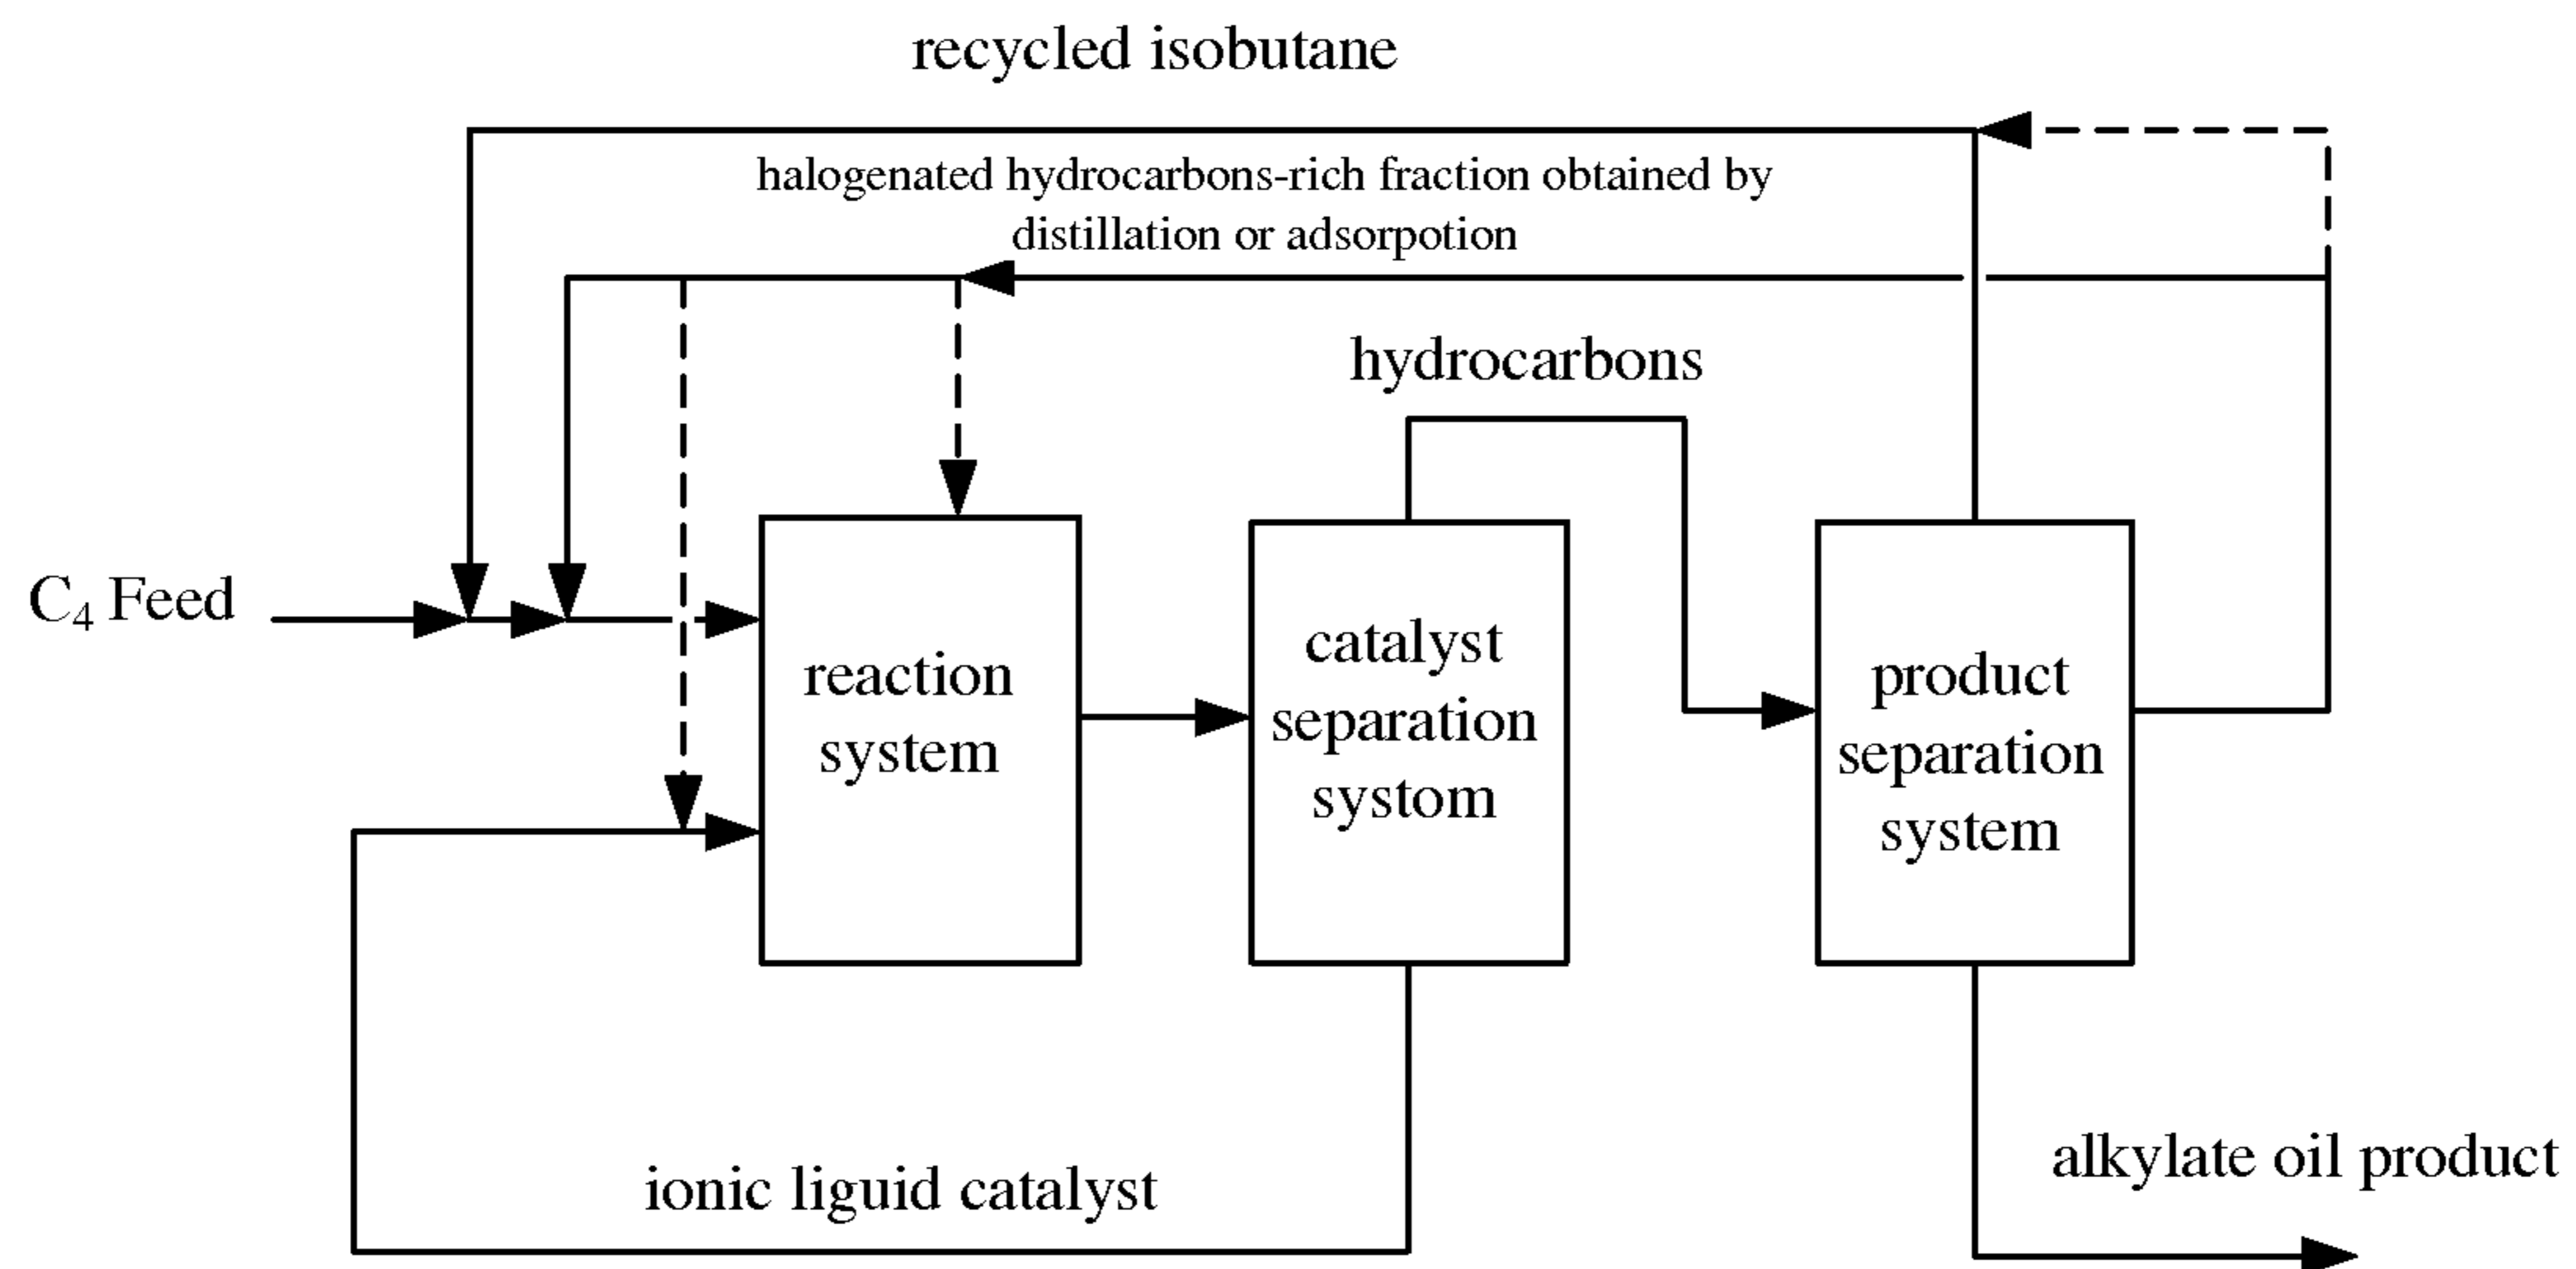 recycled isobutane
halogenated hydrocarbons-rich fraction obtained by
distillation or adsorpotion
hydrocarbons
C₄ Feed
reaction
system
catalyst
separation
systom
product
separation
system
ionic liguid catalyst
alkylate oil product